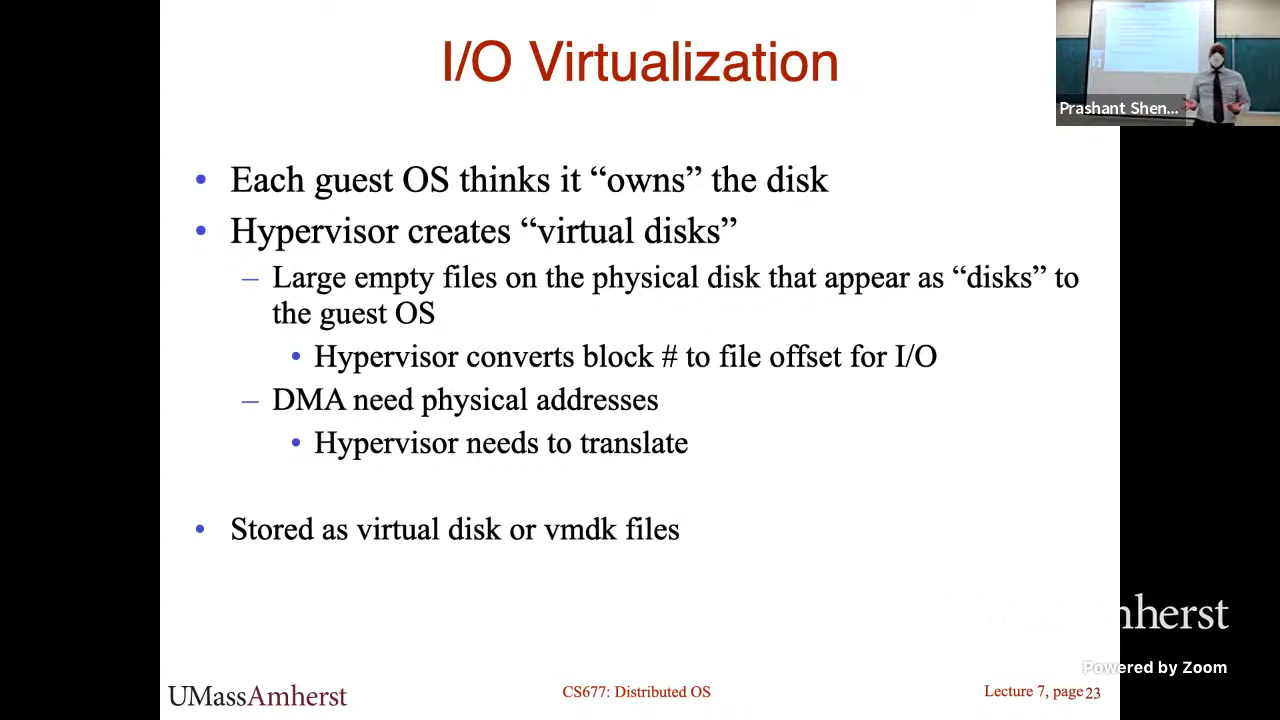 I/O Virtualization
Prashant Shen...
• Each guest OS thinks it “owns” the disk
• Hypervisor creates “virtual disks”
– Large empty files on the physical disk that appear as “disks” to
the guest OS
• Hypervisor converts block # to file offset for I/O
– DMA need physical addresses
• Hypervisor needs to translate
• Stored as virtual disk or vmdk files
nherst
Powered by Zoom
UMassAmherst
CS677: Distributed OS
Lecture 7, page 23